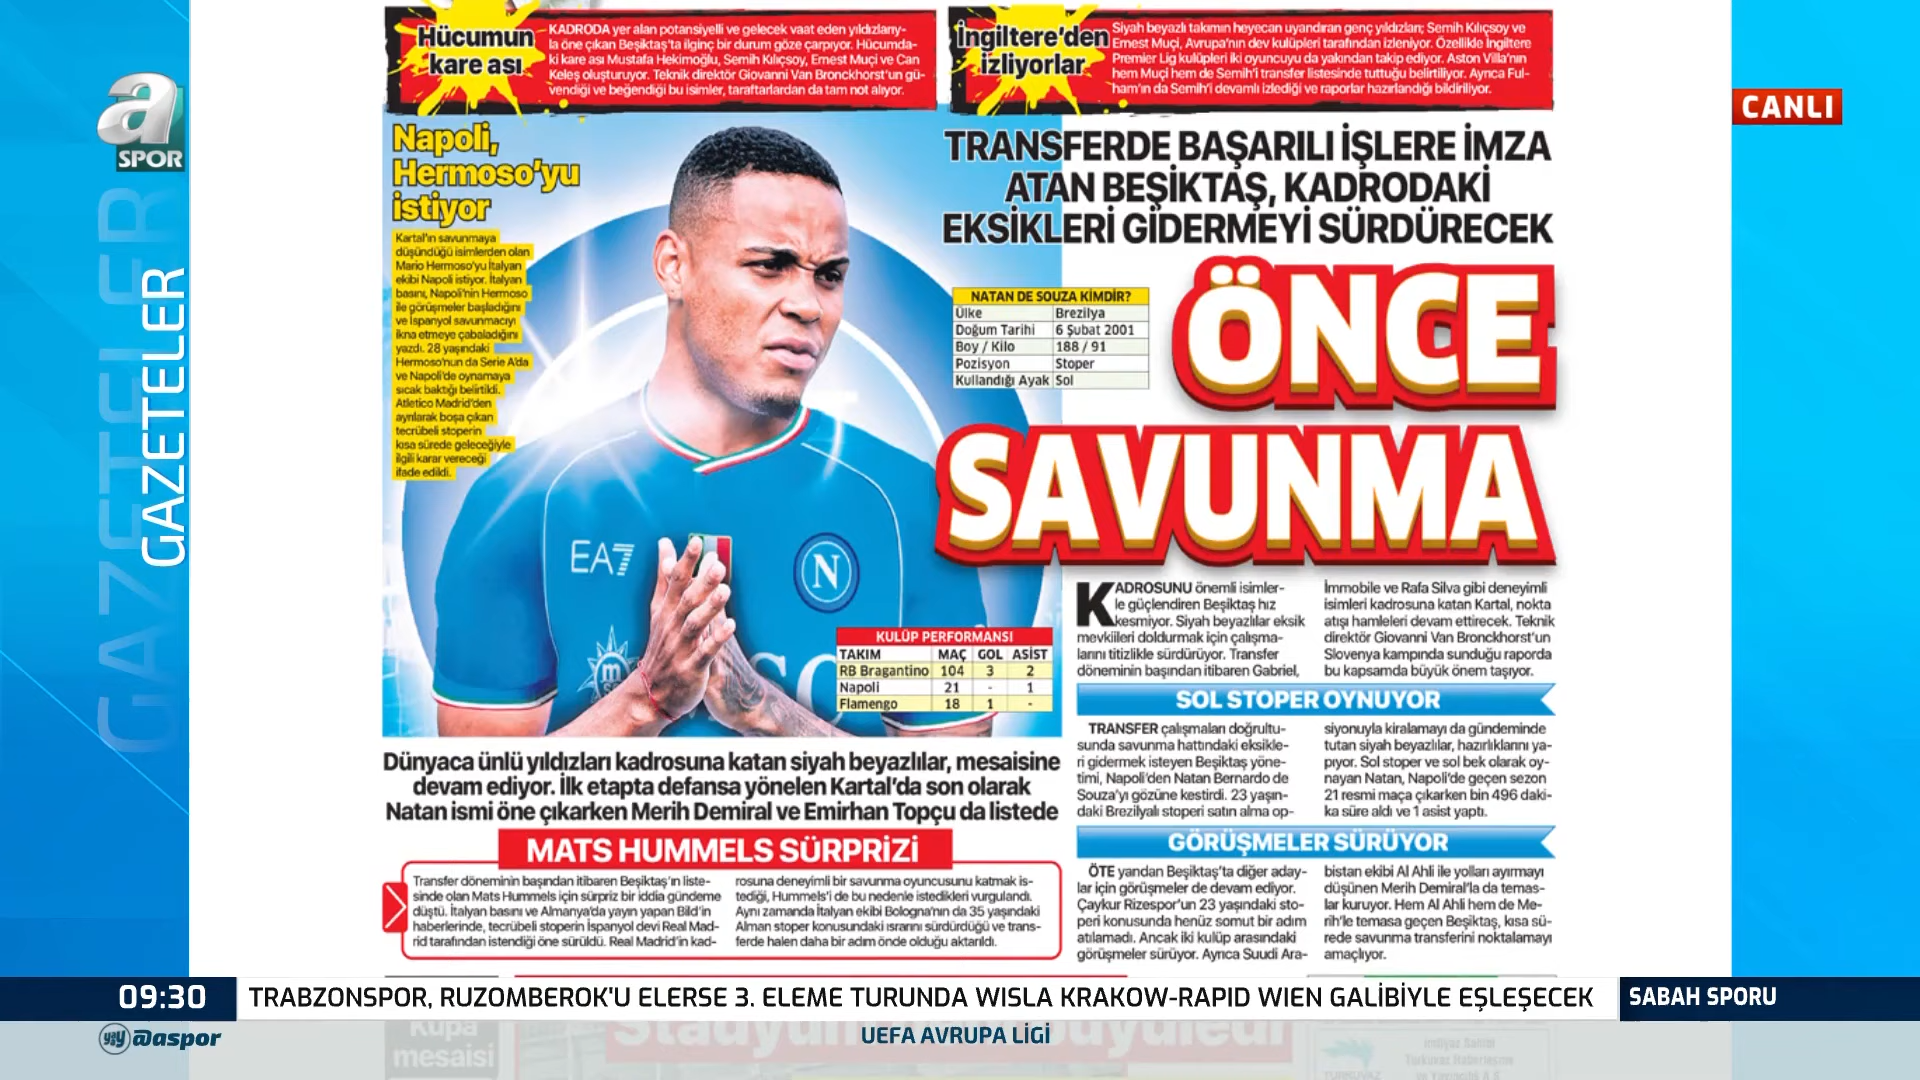 Hücumun
kare ası
KADRODA yer alan potansiyelli ve gelecek vaat eden yıldızlarıy-
la öne çıkan Beşiktaş'ta ilginç bir durum göze çarpıyor. Hücumda-
ki kare ası Mustafa Hekimoğlu, Semih Kılıçsoy, Ernest Muçi ve Can
Keleş oluşturuyor. Teknik direktör Giovanni Van Bronckhorst'un gü-
vendiği ve beğendiği bu isimler, taraftarlardan da tam not alıyor.
İngiltere'den
izliyorlar
Siyah beyazlı takımın heyecan uyandıran genç yıldızları; Semih Kılıçsoy ve
Ernest Muçi, Avrupa'nın dev kulüpleri tarafından izleniyor. Özellikle İngiltere
Premier Lig kulüpleri iki oyuncuyu da yakından takip ediyor. Aston Villa'nın
hem Muçi hem de Semih'i transfer listesinde tuttuğu belirtiliyor. Ayrıca Ful-
ham'ın da Semih'i devamlı izlediği ve raporlar hazırlandığı bildiriliyor.
a
SPOR
GAZETELER
GAZETELER
CANLI
Napoli,
Hermoso'yu
istiyor
Kartal'ın savunmaya
düşündüğü isimlerden olan
Mario Hermoso'yu İtalyan
ekibi Napoli istiyor. İtalyan
basını, Napoli'nin Hermoso
ile görüşmeler başladığını
ve İspanyol savunmacıyı
ikna etmeye çabaladığını
yazdı. 28 yaşındaki
Hermoso'nun da Serie A'da
ve Napoli'de oynamaya
sıcak baktığı belirtildi.
Atletico Madrid'den
ayrılarak boşa çıkan
tecrübeli stoperin
kısa sürede geleceğiyle
ilgili karar vereceği
ifade edildi.
TRANSFERDE BAŞARILI İŞLERE İMZA
ATAN BEŞİKTAŞ, KADRODAKİ
EKSİKLERİ GİDERMEYİ SÜRDÜRECEK
NATAN DE SOUZA KİMDİR?
Ülke Brezilya
Doğum Tarihi 6 Şubat 2001
Boy / Kilo 188 / 91
Pozisyon Stoper
Kullandığı Ayak Sol
ÖNCE
SAVUNMA
EA7
N
m
KULÜP PERFORMANSI
TAKIM MAÇ GOL ASİST
RB Bragantino 104 3 2
Napoli 21 - 1
Flamengo 18 1 -
KADROSUNU önemli isimler-
le güçlendiren Beşiktaş hız
kesmiyor. Siyah beyazlılar eksik
mevkiileri doldurmak için çalışma-
larını titizlikle sürdürüyor. Transfer
döneminin başından itibaren Gabriel,
İmmobile ve Rafa Silva gibi deneyimli
isimleri kadrosuna katan Kartal, nokta
atışı hamleleri devam ettirecek. Teknik
direktör Giovanni Van Bronckhorst'un
Slovenya kampında sunduğu raporda
bu kapsamda büyük önem taşıyor.
SOL STOPER OYNUYOR
TRANSFER çalışmaları doğrultu-
sunda savunma hattındaki eksikle-
ri gidermek isteyen Beşiktaş yöne-
timi, Napoli'den Natan Bernardo de
Souza'yı gözüne kestirdi. 23 yaşın-
daki Brezilyalı stoperi satın alma op-
siyonuyla kiralamayı da gündeminde
tutan siyah beyazlılar, hazırlıklarını ya-
pıyor. Sol stoper ve sol bek olarak oy-
nayan Natan, Napoli'de geçen sezon
21 resmi maça çıkarken bin 496 daki-
ka süre aldı ve 1 asist yaptı.
Dünyaca ünlü yıldızları kadrosuna katan siyah beyazlılar, mesaisine
devam ediyor. İlk etapta defansa yönelen Kartal'da son olarak
Natan ismi öne çıkarken Merih Demiral ve Emirhan Topçu da listede
MATS HUMMELS SÜRPRİZİ
Transfer döneminin başından itibaren Beşiktaş'ın liste-
sinde olan Mats Hummels için sürpriz bir iddia gündeme
düştü. İtalyan basını ve Almanya'da yayın yapan Bild'in
haberlerinde, tecrübeli stoperin İspanyol devi Real Mad-
rid tarafından istendiği öne sürüldü. Real Madrid'in kad-
rosuna deneyimli bir savunma oyuncusunu katmak is-
tediği, Hummels'i de bu nedenle istedikleri vurgulandı.
Aynı zamanda İtalyan ekibi Bologna'nın da 35 yaşındaki
Alman stoper konusundaki ısrarını sürdürdüğü ve trans-
ferde halen daha bir adım önde olduğu aktarıldı.
GÖRÜŞMELER SÜRÜYOR
ÖTE yandan Beşiktaş'ta diğer aday-
lar için görüşmeler de devam ediyor.
Çaykur Rizespor'un 23 yaşındaki sto-
peri konusunda henüz somut bir adım
atılamadı. Ancak iki kulüp arasındaki
görüşmeler sürüyor. Ayrıca Suudi Ara-
bistan ekibi Al Ahli ile yolları ayırmayı
düşünen Merih Demiral'la da temas-
lar kuruyor. Hem Al Ahli hem de Me-
rih'le temasa geçen Beşiktaş, kısa sü-
rede savunma transferini noktalamayı
amaçlıyor.
09:30
TRABZONSPOR, RUZOMBEROK'U ELERSE 3. ELEME TURUNDA WISLA KRAKOW-RAPID WIEN GALİBİYLE EŞLEŞECEK
SABAH SPORU
aspor
UEFA AVRUPA LİGİ
Kupa
mesaisi